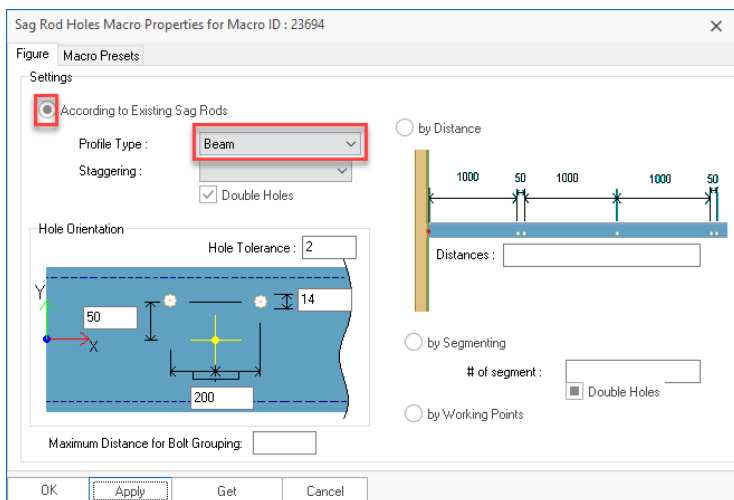 Sag Rod Holes Macro Properties for Macro ID : 23694
Figure Macro Presets
Settings
According to Existing Sag Rods
Profile Type : Beam
Staggering :
Double Holes
Hole Orientation
Hole Tolerance : 2
Y
50
14
X
200
Maximum Distance for Bolt Grouping:
by Distance
1000 50 1000 1000 50
Distances :
by Segmenting
# of segment :
Double Holes
by Working Points
OK Apply Get Cancel